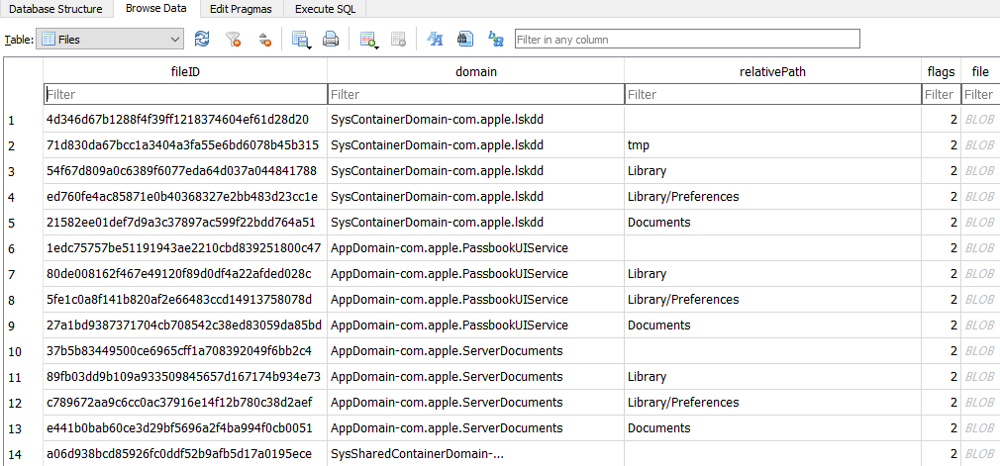 Database Structure Browse Data Edit Pragmas Execute SQL
Table: Files Filter in any column
fileID domain relativePath flags file
Filter Filter Filter Filter Filter
1 4d346d67b1288f4f39ff1218374604ef61d28d20 SysContainerDomain-com.apple.lskdd 2 BLOB
2 71d830da67bcc1a3404a3fa55e6bd6078b45b315 SysContainerDomain-com.apple.lskdd tmp 2 BLOB
3 54f67d809a0c6389f6077eda64d037a044841788 SysContainerDomain-com.apple.lskdd Library 2 BLOB
4 ed760fe4ac85871e0b40368327e2bb483d23cc1e SysContainerDomain-com.apple.lskdd Library/Preferences 2 BLOB
5 21582ee01def7d9a3c37897ac599f22bdd764a51 SysContainerDomain-com.apple.lskdd Documents 2 BLOB
6 1edc75757be51191943ae2210cbd839251800c47 AppDomain-com.apple.PassbookUIService 2 BLOB
7 80de008162f467e49120f89d0df4a22afded028c AppDomain-com.apple.PassbookUIService Library 2 BLOB
8 5fe1c0a8f141b820af2e66483ccd14913758078d AppDomain-com.apple.PassbookUIService Library/Preferences 2 BLOB
9 27a1bd9387371704cb708542c38ed83059da85bd AppDomain-com.apple.PassbookUIService Documents 2 BLOB
10 37b5b83449500ce6965cff1a708392049f6bb2c4 AppDomain-com.apple.ServerDocuments 2 BLOB
11 89fb03dd9b109a933509845657d167174b934e73 AppDomain-com.apple.ServerDocuments Library 2 BLOB
12 c789672aa9c6cc0ac37916e14f12b780c38d2aef AppDomain-com.apple.ServerDocuments Library/Preferences 2 BLOB
13 e441b0bab60ce3d29bf5696a2f4ba994f0cb0051 AppDomain-com.apple.ServerDocuments Documents 2 BLOB
14 a06d938bcd85926fc0ddf52b9afb5d17a0195ece SysSharedContainerDomain-... 2 BLOB